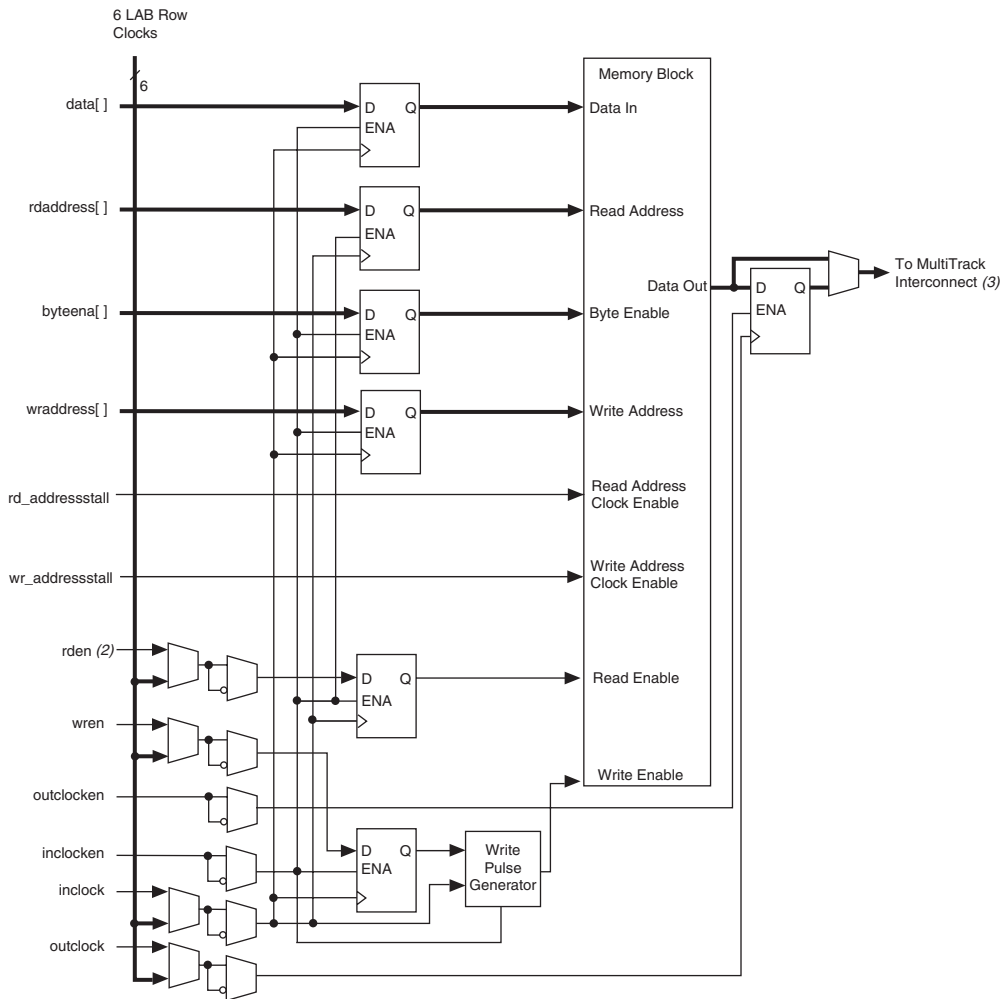 6 LAB Row
Clocks
6
Memory Block
data[ ]
D Q
ENA
Data In
rdaddress[ ]
D Q
ENA
Read Address
To MultiTrack
Interconnect (3)
Data Out
D Q
ENA
byteena[ ]
D Q
ENA
Byte Enable
wraddress[ ]
D Q
ENA
Write Address
rd_addressstall
Read Address
Clock Enable
wr_addressstall
Write Address
Clock Enable
rden (2)
D Q
ENA
Read Enable
wren
Write Enable
outclocken
inclocken
D Q
ENA
Write
Pulse
Generator
inclock
outclock